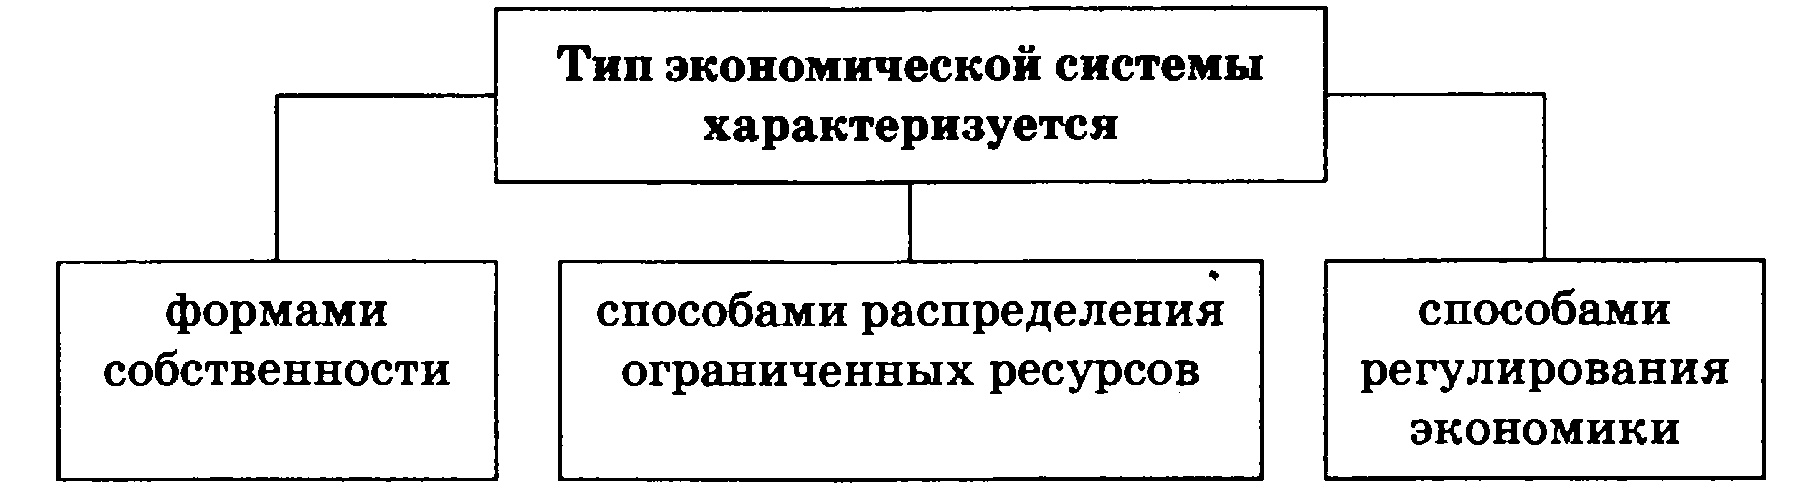 Тип экономической системы
характеризуется
формами
собственности
способами распределения
ограниченных ресурсов
способами
регулирования
экономики